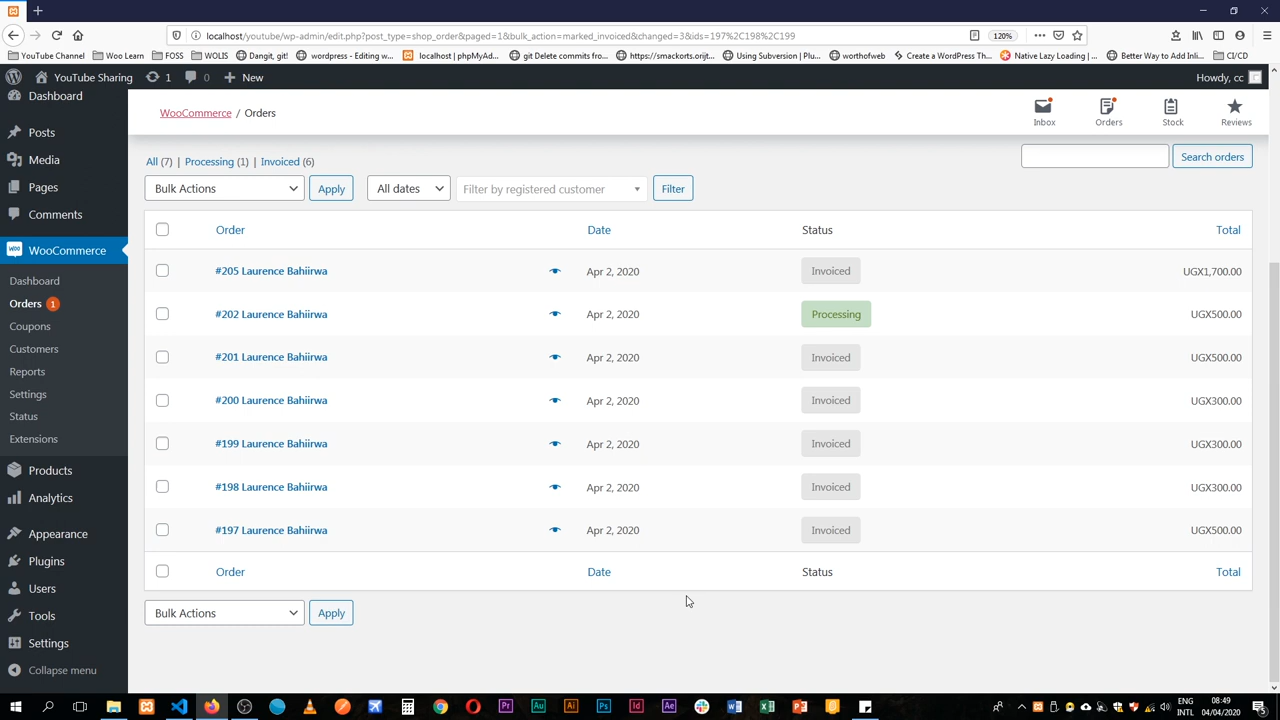 localhost/youtube/wp-admin/edit.php?post_type=shop_order&paged=1&bulk_action=marked_invoiced&changed=3&ids=197%2C198%2C199
120%
YouTube Channel
Woo Learn
FOSS
WOLIS
Dangit, git!
wordpress - Editing w...
localhost | phpMyAd...
git Delete commits fro...
https://smackorts.orijt...
Using Subversion | Plu...
worthofweb
Create a WordPress Th...
Native Lazy Loading | ...
Better Way to Add Inli...
CI/CD
YouTube Sharing
1
0
New
Howdy, cc
Dashboard
Posts
Media
Pages
Comments
WooCommerce
Dashboard
Orders 1
Coupons
Customers
Reports
Settings
Status
Extensions
Products
Analytics
Appearance
Plugins
Users
Tools
Settings
Collapse menu
WooCommerce / Orders
Inbox
Orders
Stock
Reviews
All (7) | Processing (1) | Invoiced (6)
Search orders
Bulk Actions
Apply
All dates
Filter by registered customer
Filter
Order Date Status Total
#205 Laurence Bahiirwa Apr 2, 2020 Invoiced UGX1,700.00
#202 Laurence Bahiirwa Apr 2, 2020 Processing UGX500.00
#201 Laurence Bahiirwa Apr 2, 2020 Invoiced UGX500.00
#200 Laurence Bahiirwa Apr 2, 2020 Invoiced UGX300.00
#199 Laurence Bahiirwa Apr 2, 2020 Invoiced UGX300.00
#198 Laurence Bahiirwa Apr 2, 2020 Invoiced UGX300.00
#197 Laurence Bahiirwa Apr 2, 2020 Invoiced UGX500.00
Order Date Status Total
Bulk Actions
Apply
Pr
Au
Ai
Ps
Id
Ae
ENG
INTL
08:49
04/04/2020